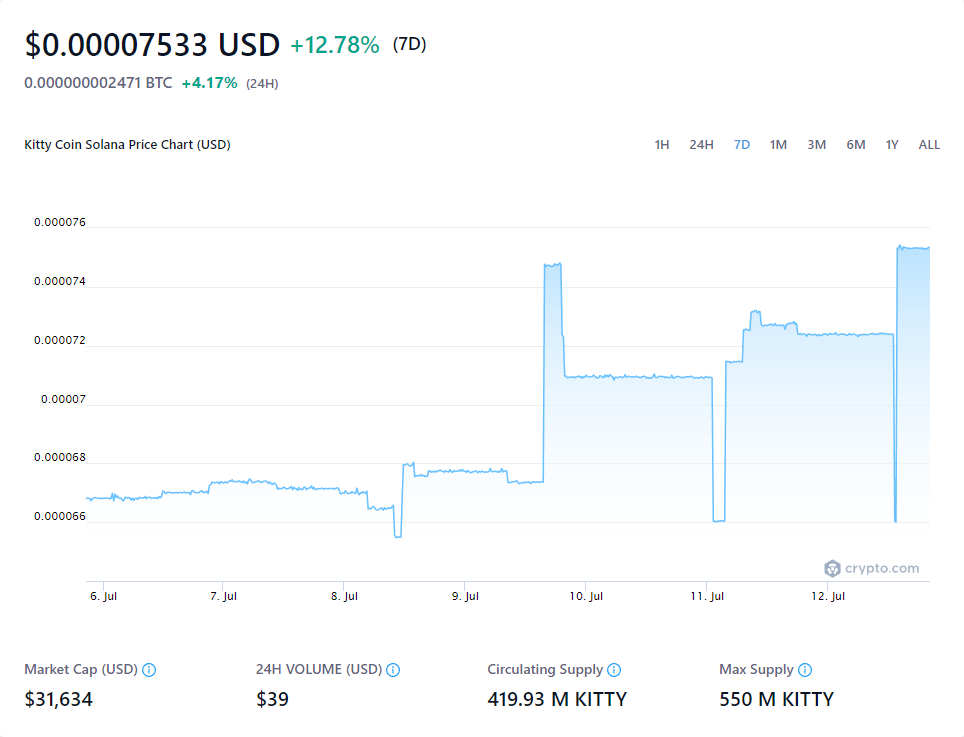 $0.00007533 USD +12.78% (7D)
0.000000002471 BTC +4.17% (24H)
Kitty Coin Solana Price Chart (USD)
1H 24H 7D 1M 3M 6M 1Y ALL
0.000076
0.000074
0.000072
0.00007
0.000068
0.000066
crypto.com
6. Jul 7. Jul 8. Jul 9. Jul 10. Jul 11. Jul 12. Jul
Market Cap (USD) 24H VOLUME (USD) Circulating Supply Max Supply
$31,634 $39 419.93 M KITTY 550 M KITTY